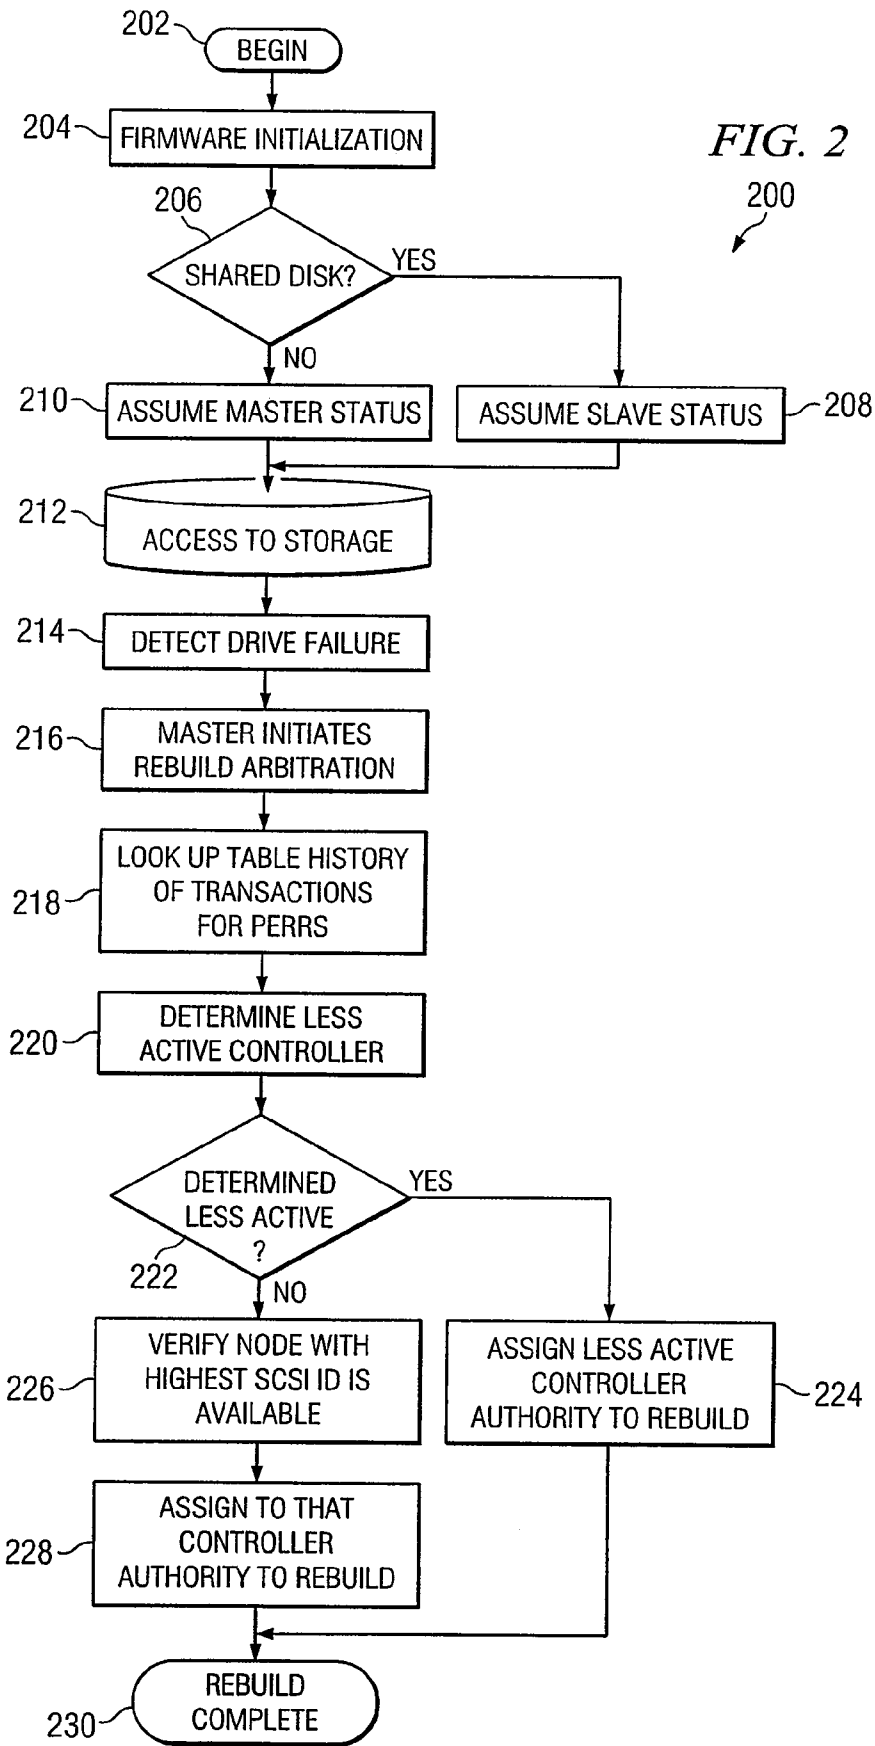 202
BEGIN
204
FIRMWARE INITIALIZATION
FIG. 2
200
206
SHARED DISK?
YES
NO
210
ASSUME MASTER STATUS
ASSUME SLAVE STATUS
208
212
ACCESS TO STORAGE
214
DETECT DRIVE FAILURE
216
MASTER INITIATES
REBUILD ARBITRATION
218
LOOK UP TABLE HISTORY
OF TRANSACTIONS
FOR PERRS
220
DETERMINE LESS
ACTIVE CONTROLLER
DETERMINED
LESS ACTIVE
?
222
YES
NO
226
VERIFY NODE WITH
HIGHEST SCSI ID IS
AVAILABLE
ASSIGN LESS ACTIVE
CONTROLLER
AUTHORITY TO REBUILD
224
228
ASSIGN TO THAT
CONTROLLER
AUTHORITY TO REBUILD
230
REBUILD
COMPLETE